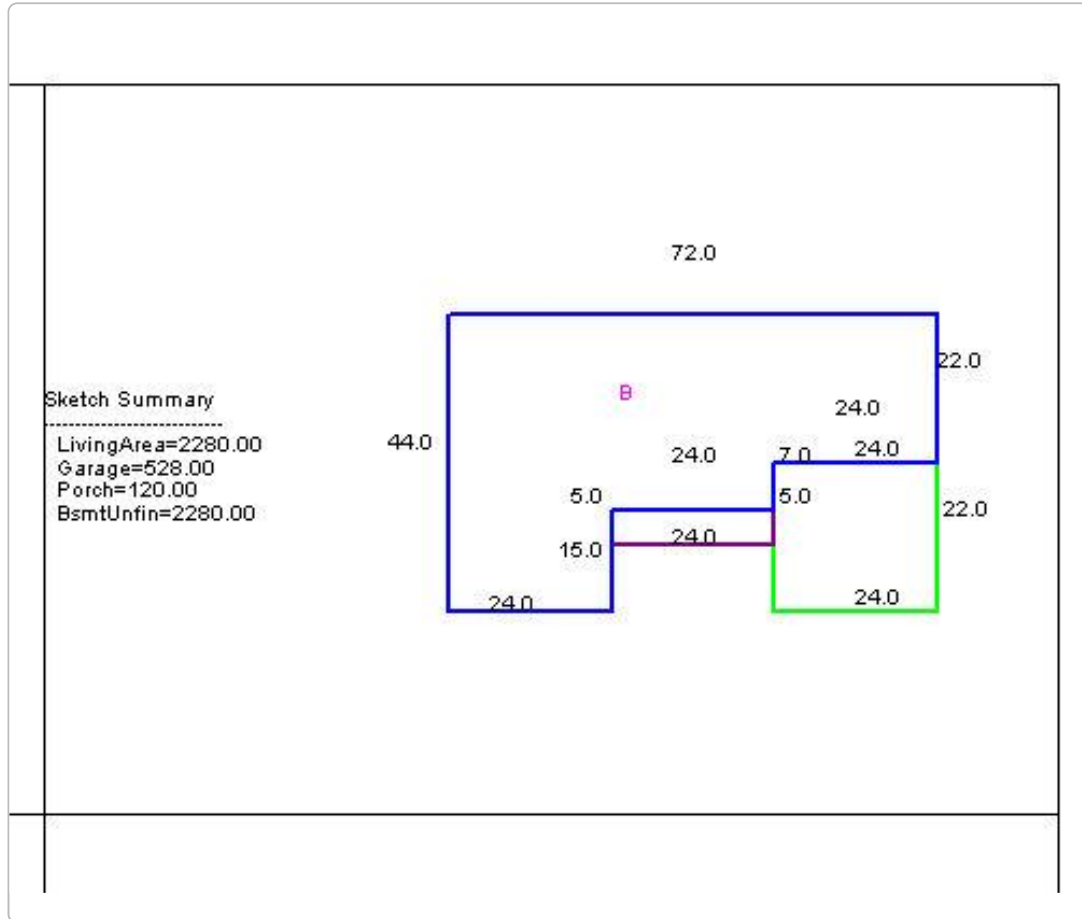 72.0
22.0
B
Sketch Summary
------------------------
LivingArea=2280.00
Garage=528.00
Porch=120.00
BsmtUnfin=2280.00
24.0
44.0
24.0
7.0
24.0
5.0
5.0
22.0
24.0
15.0
24.0
24.0